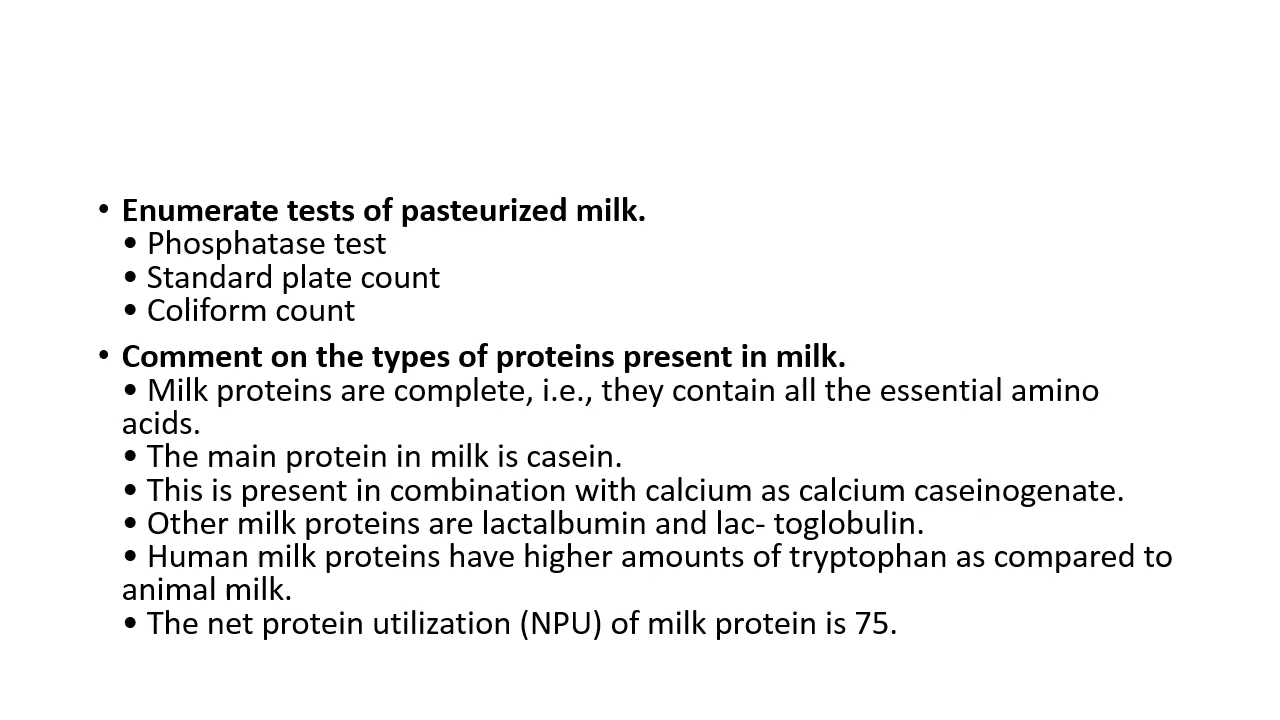 • Enumerate tests of pasteurized milk.
• Phosphatase test
• Standard plate count
• Coliform count
• Comment on the types of proteins present in milk.
• Milk proteins are complete, i.e., they contain all the essential amino
acids.
• The main protein in milk is casein.
• This is present in combination with calcium as calcium caseinogenate.
• Other milk proteins are lactalbumin and lac- toglobulin.
• Human milk proteins have higher amounts of tryptophan as compared to
animal milk.
• The net protein utilization (NPU) of milk protein is 75.